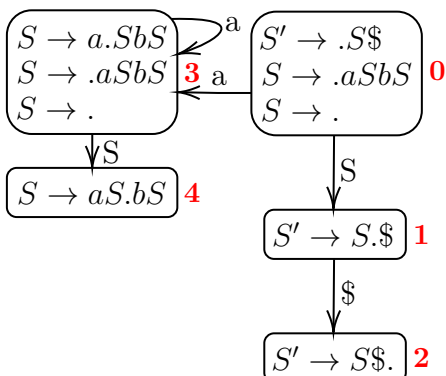 S → a.SbS
S → .aSbS
S → .
3
a
a
S' → .S$
S → .aSbS
S → .
0
S
S → aS.bS
4
S
S' → S.$
1
$
S' → S$.
2